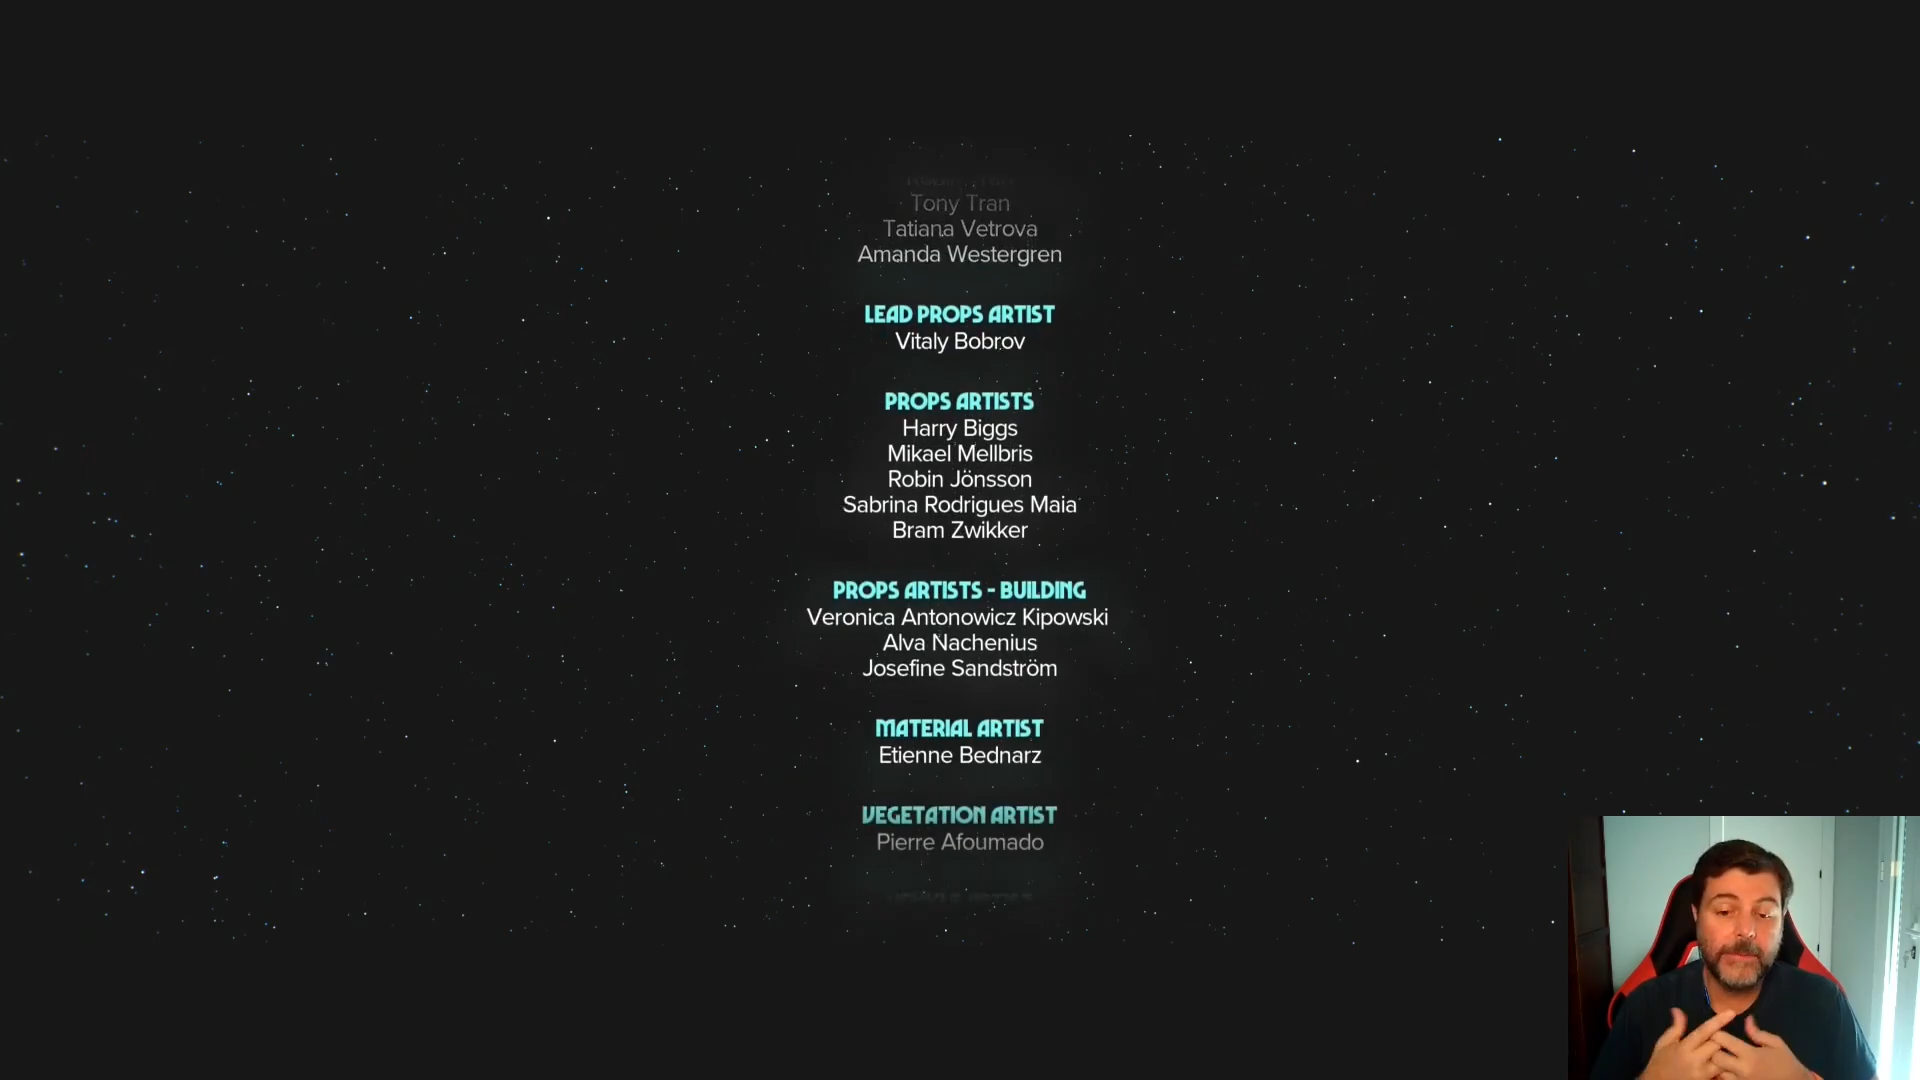 Tony Tran
Tatiana Vetrova
Amanda Westergren
LEAD PROPS ARTIST
Vitaly Bobrov
PROPS ARTISTS
Harry Biggs
Mikael Mellbris
Robin Jönsson
Sabrina Rodrigues Maia
Bram Zwikker
PROPS ARTISTS - BUILDING
Veronica Antonowicz Kipowski
Alva Nachenius
Josefine Sandström
MATERIAL ARTIST
Etienne Bednarz
VEGETATION ARTIST
Pierre Afoumado